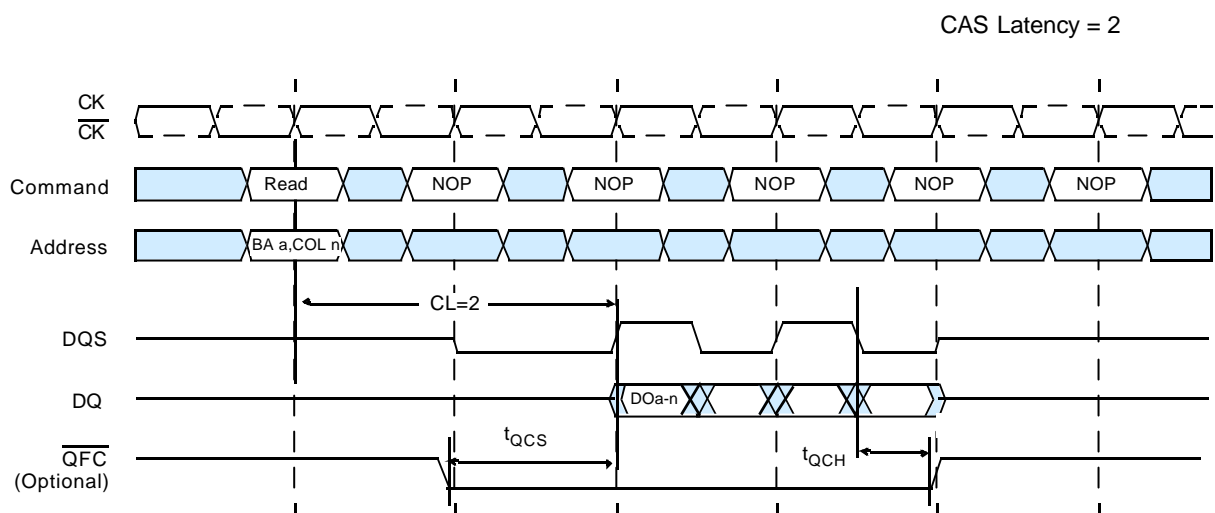 CAS Latency = 2
CK
CK
Command
Read
NOP
NOP
NOP
NOP
NOP
Address
BA a,COL n
CL=2
DQS
DQ
DOa-n
tQCS
tQCH
QFC
(Optional)